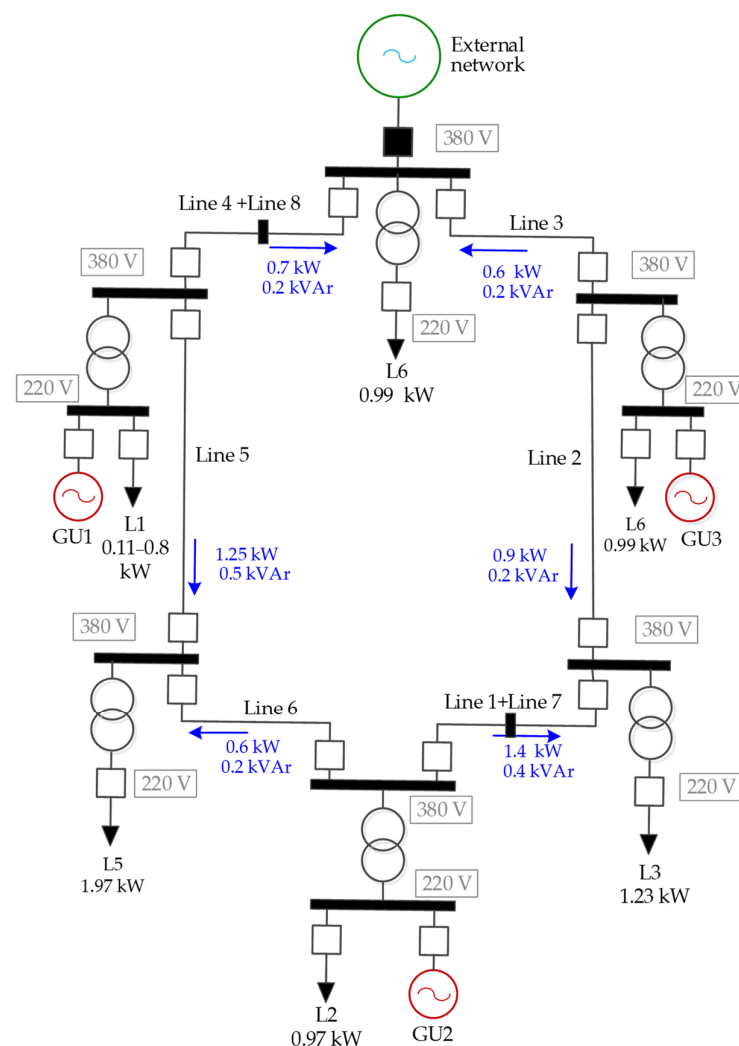 External
network
380 V
Line 4 +Line 8
Line 3
0.7 kW
0.2 kVAr
0.6 kW
0.2 kVAr
380 V
380 V
220 V
L6
0.99 kW
220 V
220 V
Line 5
Line 2
GU1
L1
0.11–0.8
kW
L6
0.99 kW
GU3
1.25 kW
0.5 kVAr
0.9 kW
0.2 kVAr
380 V
380 V
Line 6
Line 1+Line 7
0.6 kW
0.2 kVAr
1.4 kW
0.4 kVAr
220 V
220 V
380 V
L5
1.97 kW
L3
1.23 kW
220 V
L2
0.97 kW
GU2